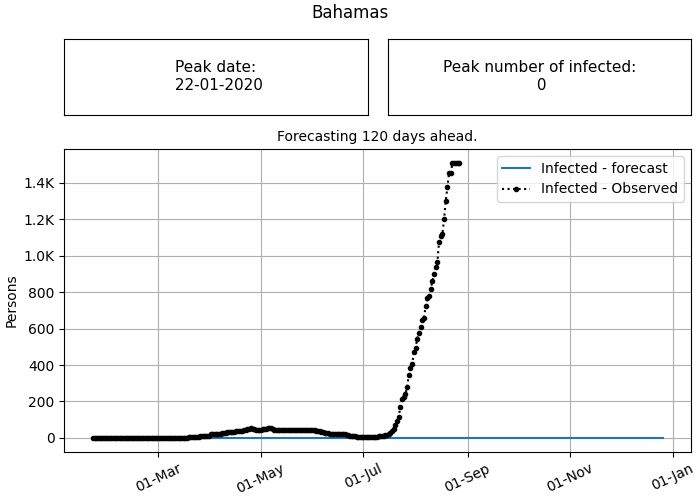 Bahamas
Peak date:
22-01-2020
Peak number of infected:
0
Forecasting 120 days ahead.
Infected - forecast
Infected - Observed
Persons
1.4K
1.2K
1.0K
800
600
400
200
0
01-Mar
01-May
01-Jul
01-Sep
01-Nov
01-Jan